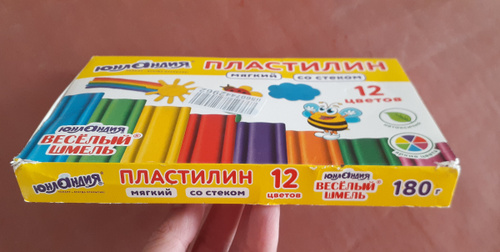 ЮНЛАНДИЯ
ПЛАСТИЛИН
МЯГКИЙ СО СТЕКОМ
12
ЦВЕТОВ
ЮНЛАНДИЯ
ВЕСЁЛЫЙ
ШМЕЛЬ
ЮНЛАНДИЯ
ПЛАСТИЛИН
МЯГКИЙ СО СТЕКОМ
12
ЦВЕТОВ
ЮНЛАНДИЯ
ВЕСЁЛЫЙ
ШМЕЛЬ
180 г